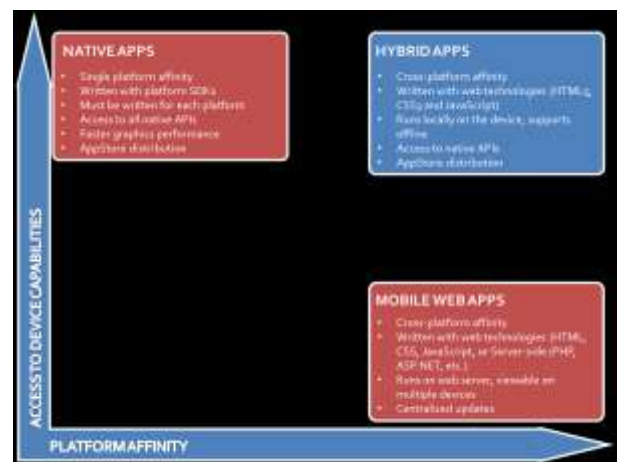 NATIVE APPS
• Single platform affinity
• Written with platform SDKs
• Must be written for each platform
• Access to all native APIs
• Faster graphics performance
• AppStore distribution
HYBRID APPS
• Cross-platform affinity
• Written with web technologies (HTML5,
CSS3 and JavaScript)
• Runs locally on the device, supports
offline
• Access to native APIs
• AppStore distribution
MOBILE WEB APPS
• Cross-platform affinity
• Written with web technologies (HTML,
CSS, JavaScript, or Server-side (PHP,
ASP.NET, etc.)
• Runs on web server, viewable on
multiple devices
• Centralized updates
ACCESS TO DEVICE CAPABILITIES
PLATFORM AFFINITY